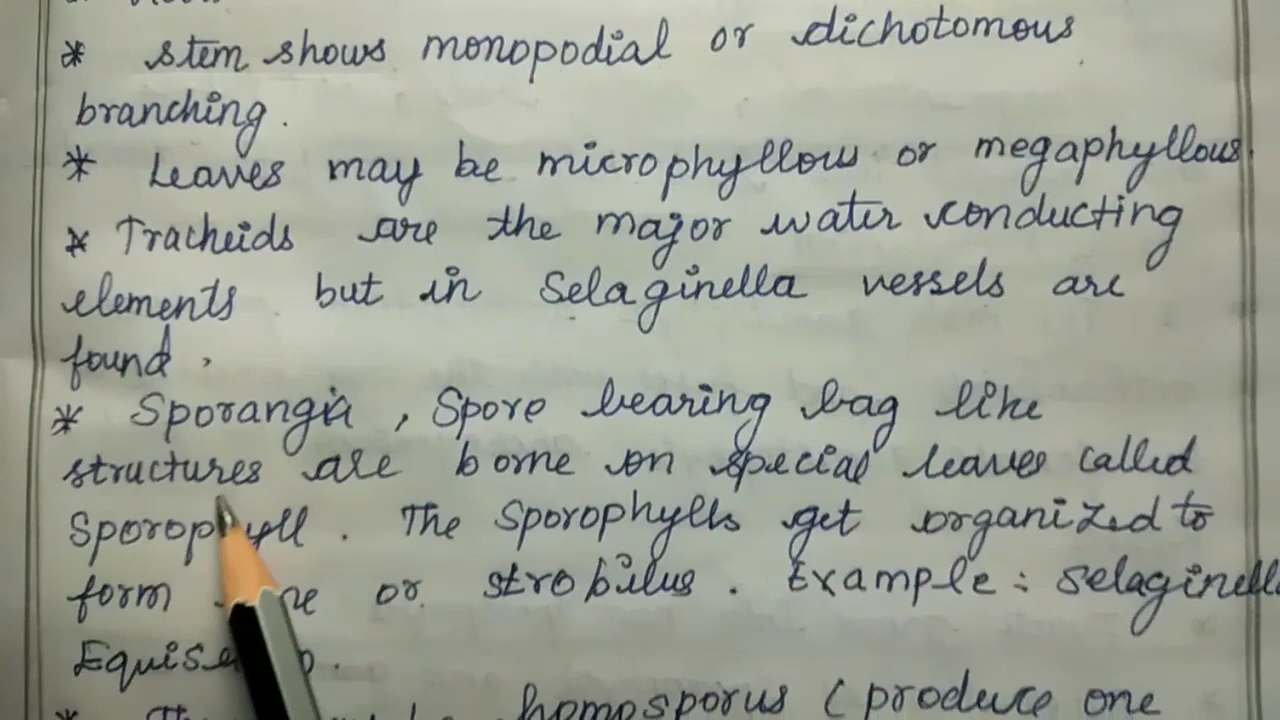 * stem shows monopodial or dichotomous
branching.
* Leaves may be microphyllous or megaphyllous.
* Tracheids are the major water conducting
elements but in Selaginella vessels are
found.
* Sporangia, Spore bearing bag like
structures are borne on special leaves called
Sporophyll. The Sporophylls get organized to
form or strobilus. Example: Selaginella
* homosporus (produce one